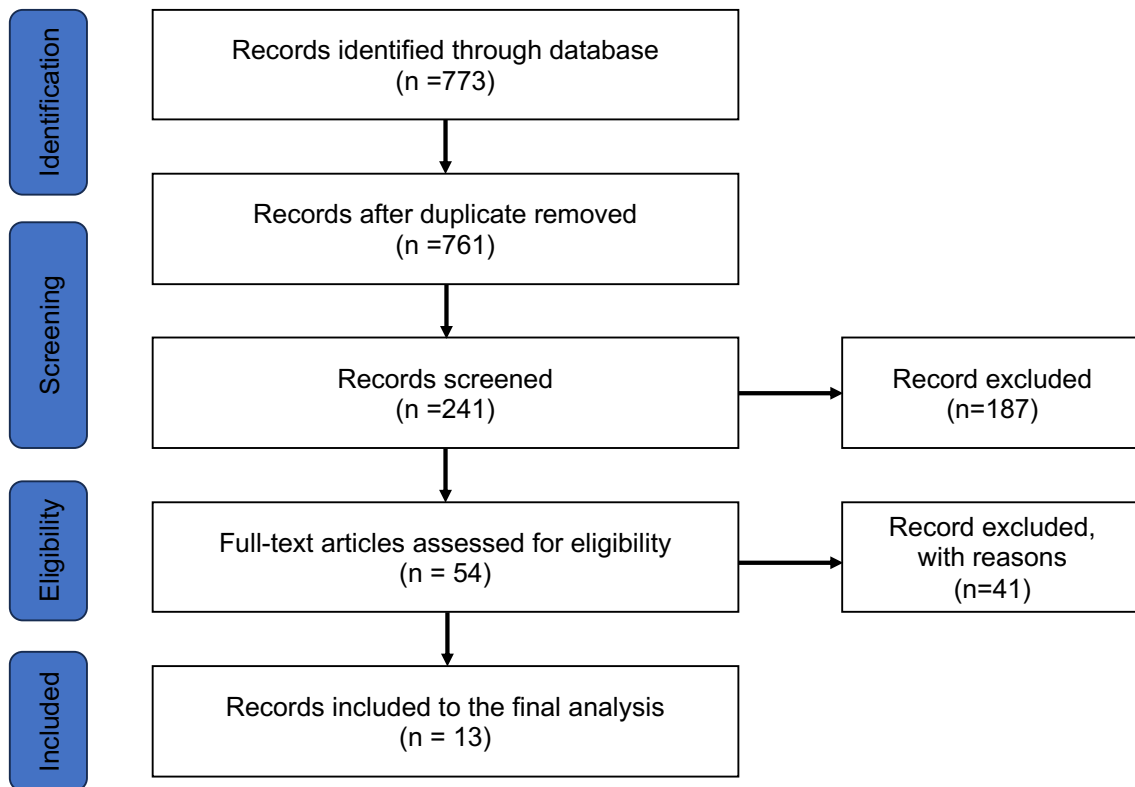 Identification
Records identified through database
(n =773)
Records after duplicate removed
(n =761)
Screening
Records screened
(n =241)
Record excluded
(n=187)
Eligibility
Full-text articles assessed for eligibility
(n = 54)
Record excluded,
with reasons
(n=41)
Included
Records included to the final analysis
(n = 13)